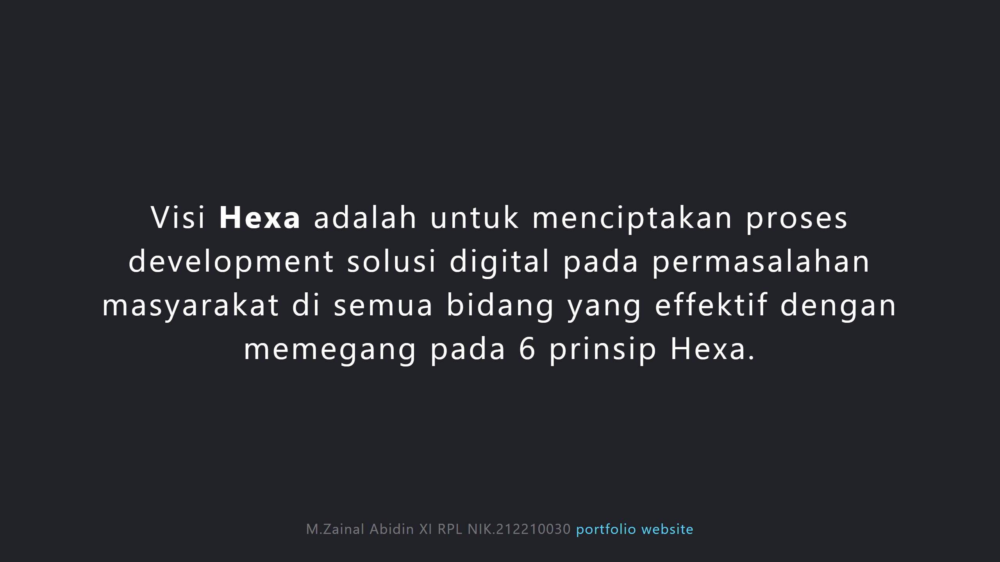 Visi Hexa adalah untuk menciptakan proses
development solusi digital pada permasalahan
masyarakat di semua bidang yang effektif dengan
memegang pada 6 prinsip Hexa.
M.Zainal Abidin XI RPL NIK.212210030 portfolio website